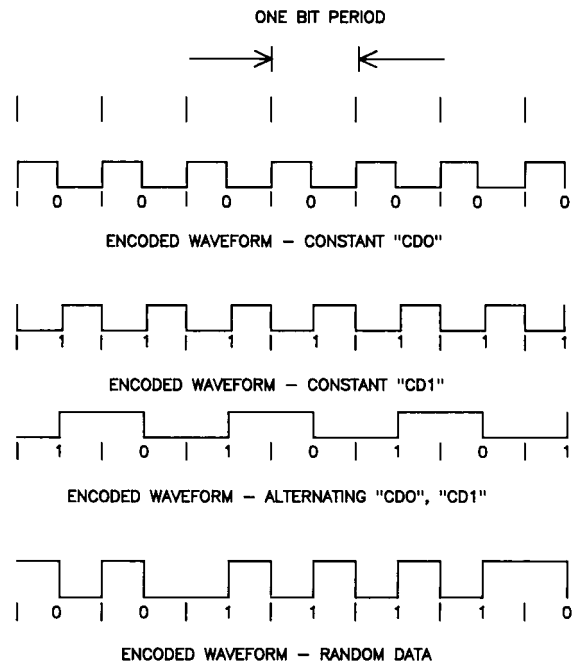 ONE BIT PERIOD
0 0 0 0 0 0 0
ENCODED WAVEFORM – CONSTANT "CD0"
1 1 1 1 1 1 1
ENCODED WAVEFORM – CONSTANT "CD1"
1 0 1 0 1 0 1
ENCODED WAVEFORM – ALTERNATING "CD0", "CD1"
0 0 1 1 1 1 0
ENCODED WAVEFORM – RANDOM DATA